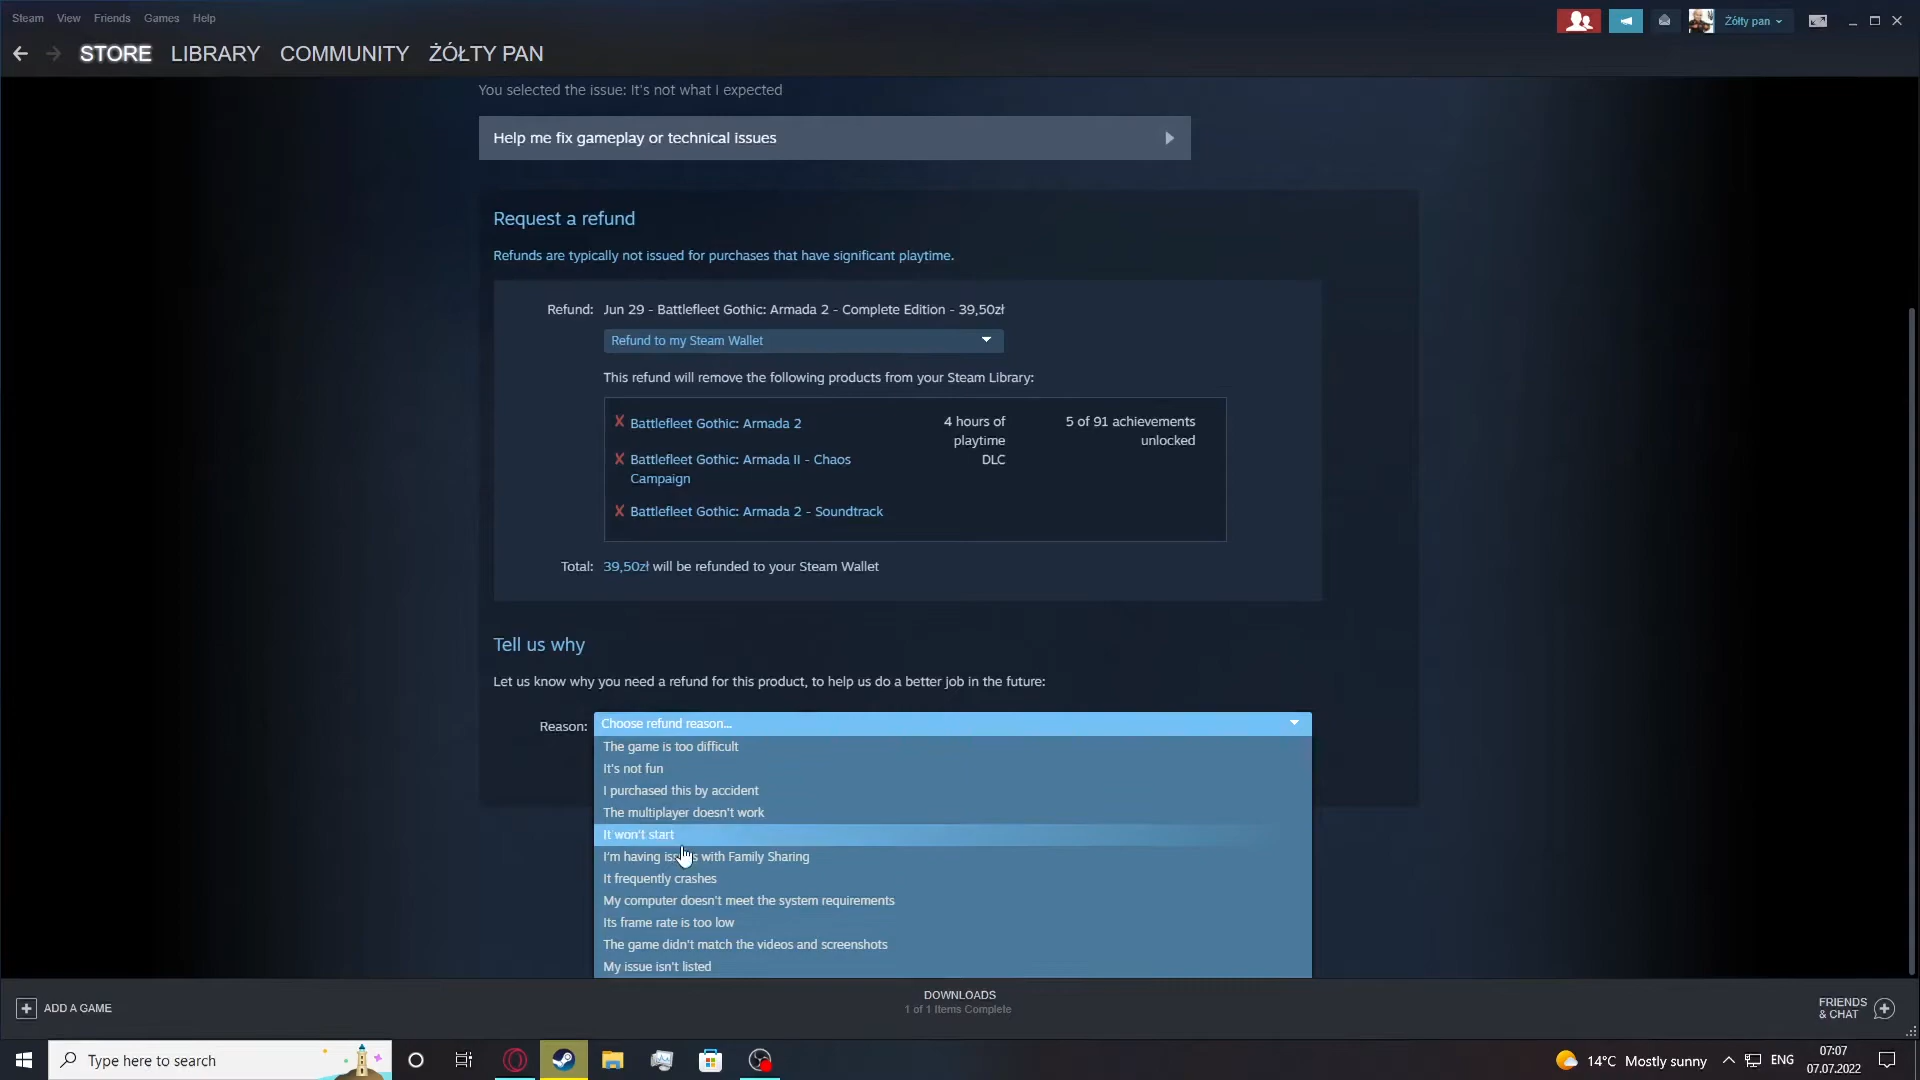 Steam View Friends Games Help
Żółty pan
STORE LIBRARY COMMUNITY ŻÓŁTY PAN
You selected the issue: It's not what I expected
Help me fix gameplay or technical issues
Request a refund
Refunds are typically not issued for purchases that have significant playtime.
Refund: Jun 29 - Battlefleet Gothic: Armada 2 - Complete Edition - 39,50zł
Refund to my Steam Wallet
This refund will remove the following products from your Steam Library:
X Battlefleet Gothic: Armada 2 4 hours of 5 of 91 achievements
playtime unlocked
X Battlefleet Gothic: Armada II - Chaos DLC
Campaign
X Battlefleet Gothic: Armada 2 - Soundtrack
Total: 39,50zł will be refunded to your Steam Wallet
Tell us why
Let us know why you need a refund for this product, to help us do a better job in the future:
Reason: Choose refund reason...
The game is too difficult
It's not fun
I purchased this by accident
The multiplayer doesn't work
It won't start
I'm having issues with Family Sharing
It frequently crashes
My computer doesn't meet the system requirements
Its frame rate is too low
The game didn't match the videos and screenshots
My issue isn't listed
ADD A GAME
DOWNLOADS
1 of 1 Items Complete
FRIENDS
& CHAT
Type here to search
14°C Mostly sunny
ENG
07:07
07.07.2022